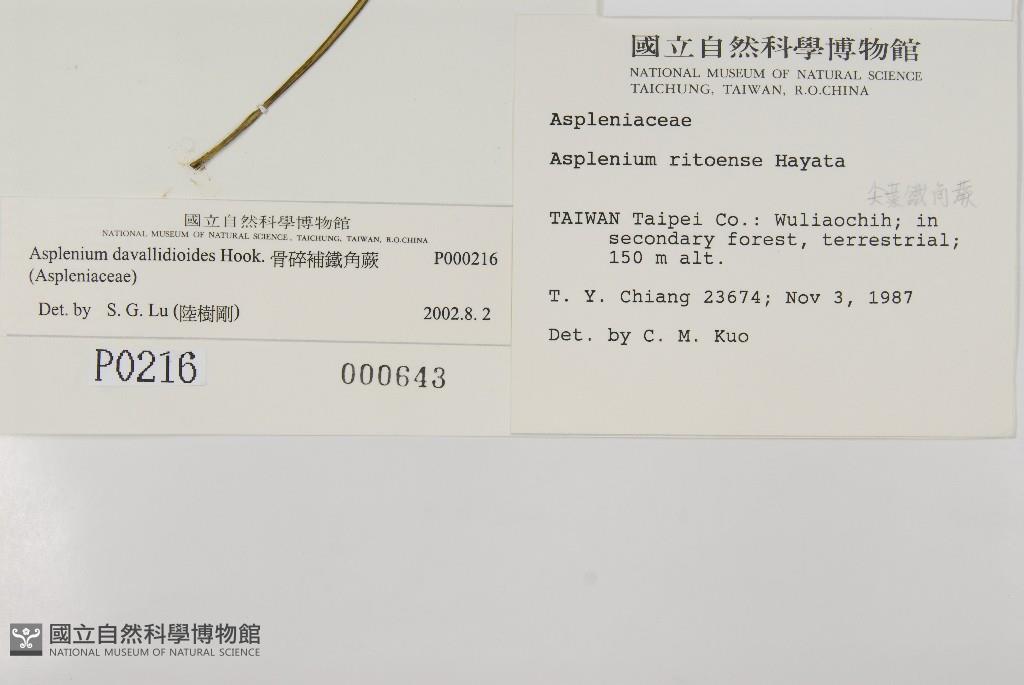 國立自然科學博物館
NATIONAL MUSEUM OF NATURAL SCIENCE
TAICHUNG, TAIWAN, R.O.CHINA
Aspleniaceae
Asplenium ritoense Hayata
鐵角蕨
TAIWAN Taipei Co.: Wuliaochih; in
secondary forest, terrestrial;
150 m alt.
T. Y. Chiang 23674; Nov 3, 1987
Det. by C. M. Kuo
國立自然科學博物館
NATIONAL MUSEUM OF NATURAL SCIENCE, TAICHUNG, TAIWAN, R.O.CHINA
Asplenium davallidioides Hook. 骨碎補鐵角蕨 P000216
(Aspleniaceae)
Det. by S. G. Lu (陸樹剛) 2002.8. 2
P0216 000643
國立自然科學博物館
NATIONAL MUSEUM OF NATURAL SCIENCE